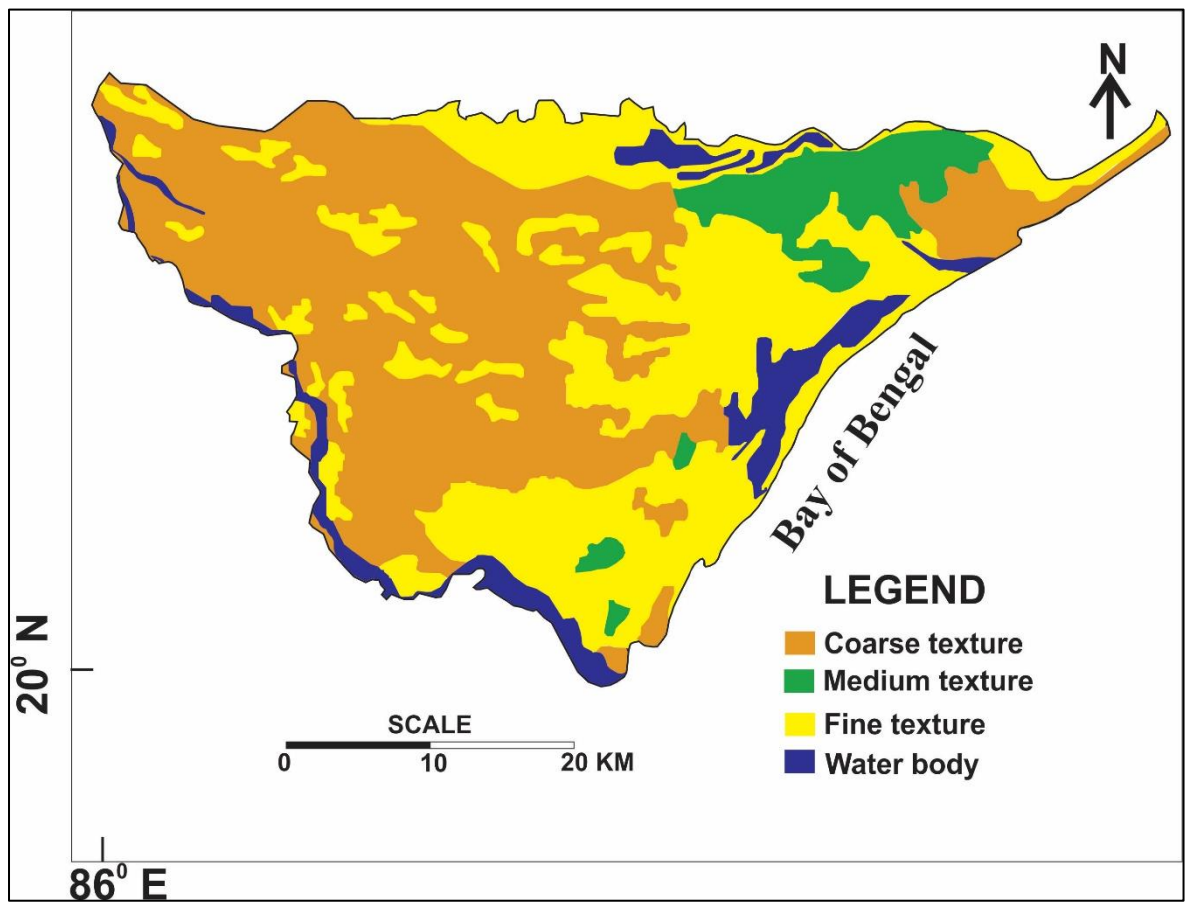 N
Bay of Bengal
LEGEND
Coarse texture
Medium texture
Fine texture
Water body
SCALE
0 10 20 KM
20⁰ N
86⁰ E